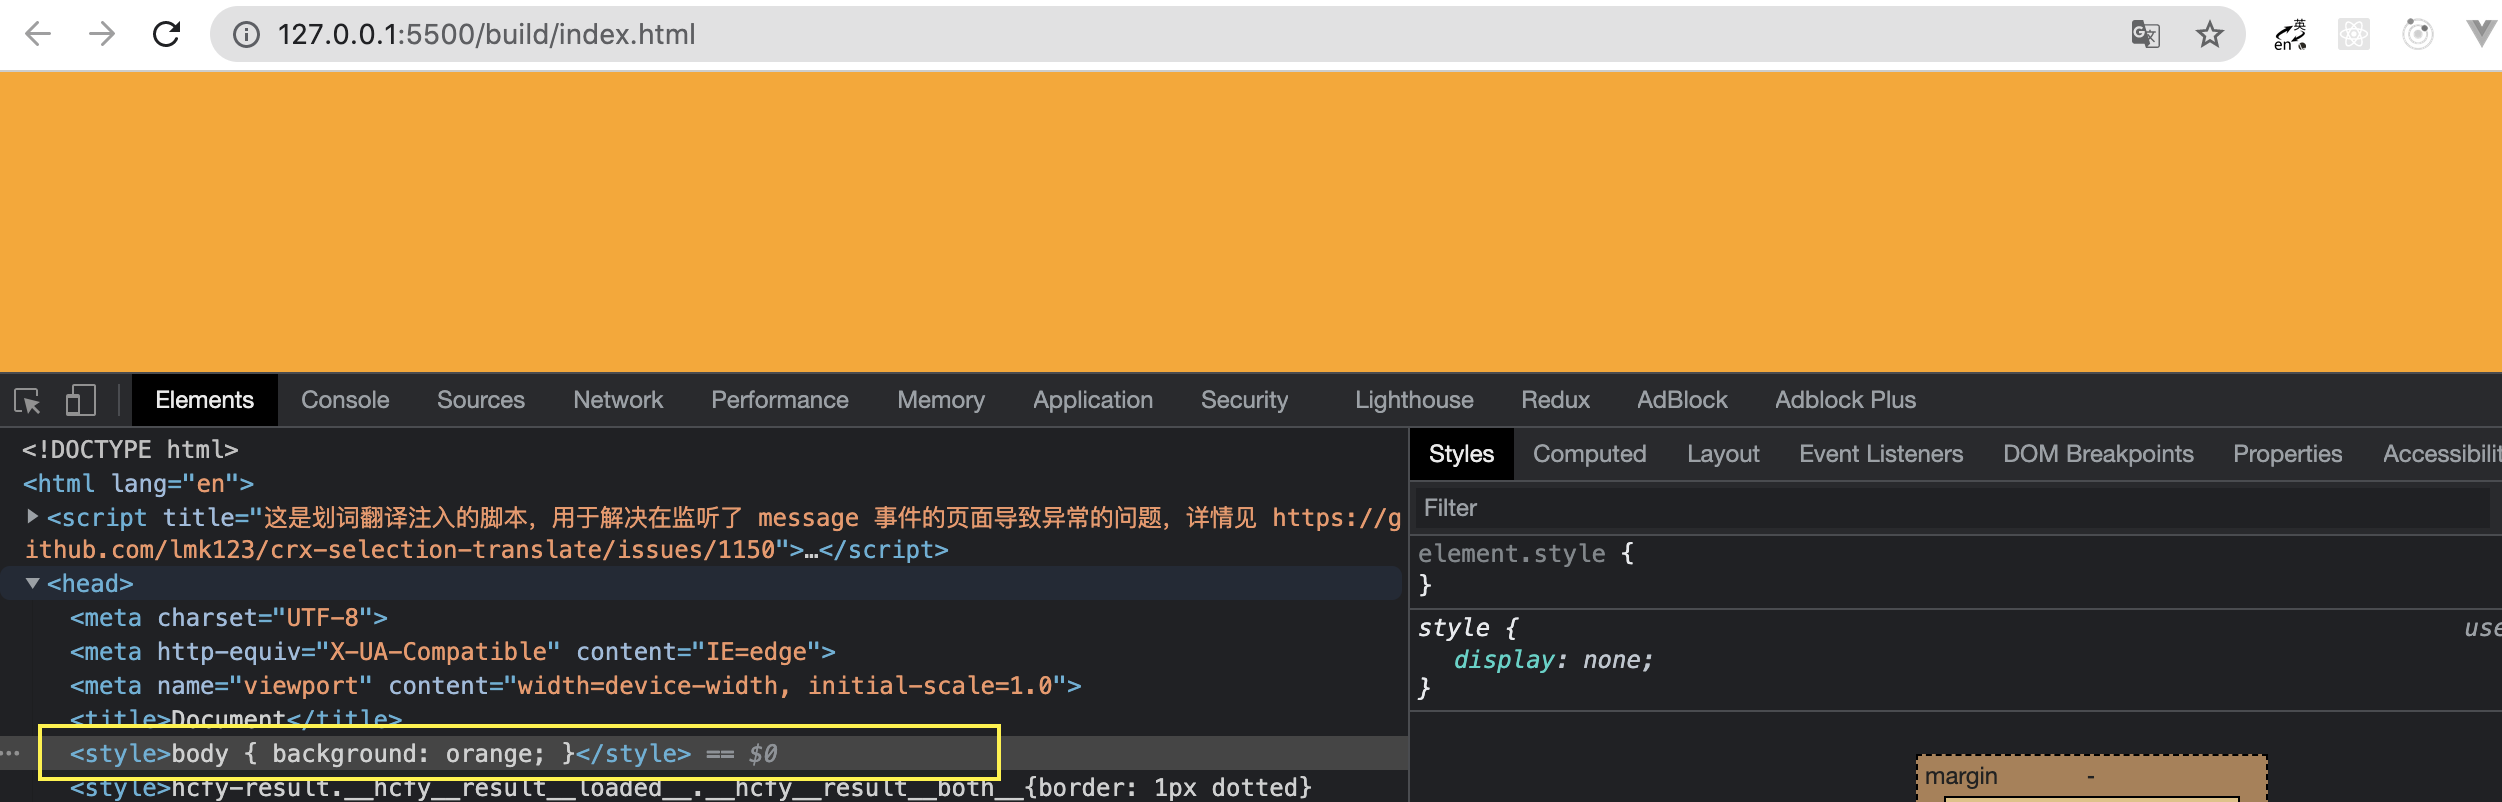 127.0.0.1:5500/build/index.html
英
en
Elements Console Sources Network Performance Memory Application Security Lighthouse Redux AdBlock Adblock Plus
<!DOCTYPE html>
<html lang="en">
<script title="这是划词翻译注入的脚本，用于解决在监听了 message 事件的页面导致异常的问题，详情见 https://g
ithub.com/lmk123/crx-selection-translate/issues/1150">…</script>
<head>
<meta charset="UTF-8">
<meta http-equiv="X-UA-Compatible" content="IE=edge">
<meta name="viewport" content="width=device-width, initial-scale=1.0">
<title>Document</title>
<style>body { background: orange; }</style> == $0
<style>hcfy-result.__hcfy__result__loaded__.__hcfy__result__both__{border: 1px dotted}
Styles Computed Layout Event Listeners DOM Breakpoints Properties Accessibilit
Filter
element.style {
}
style { use
display: none;
}
margin -